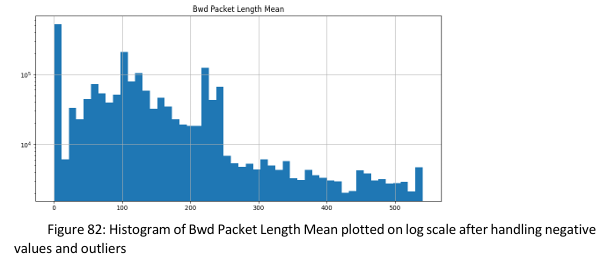 Bwd Packet Length Mean
10⁵
10⁴
0 100 200 300 400 500
Figure 82: Histogram of Bwd Packet Length Mean plotted on log scale after handling negative
values and outliers